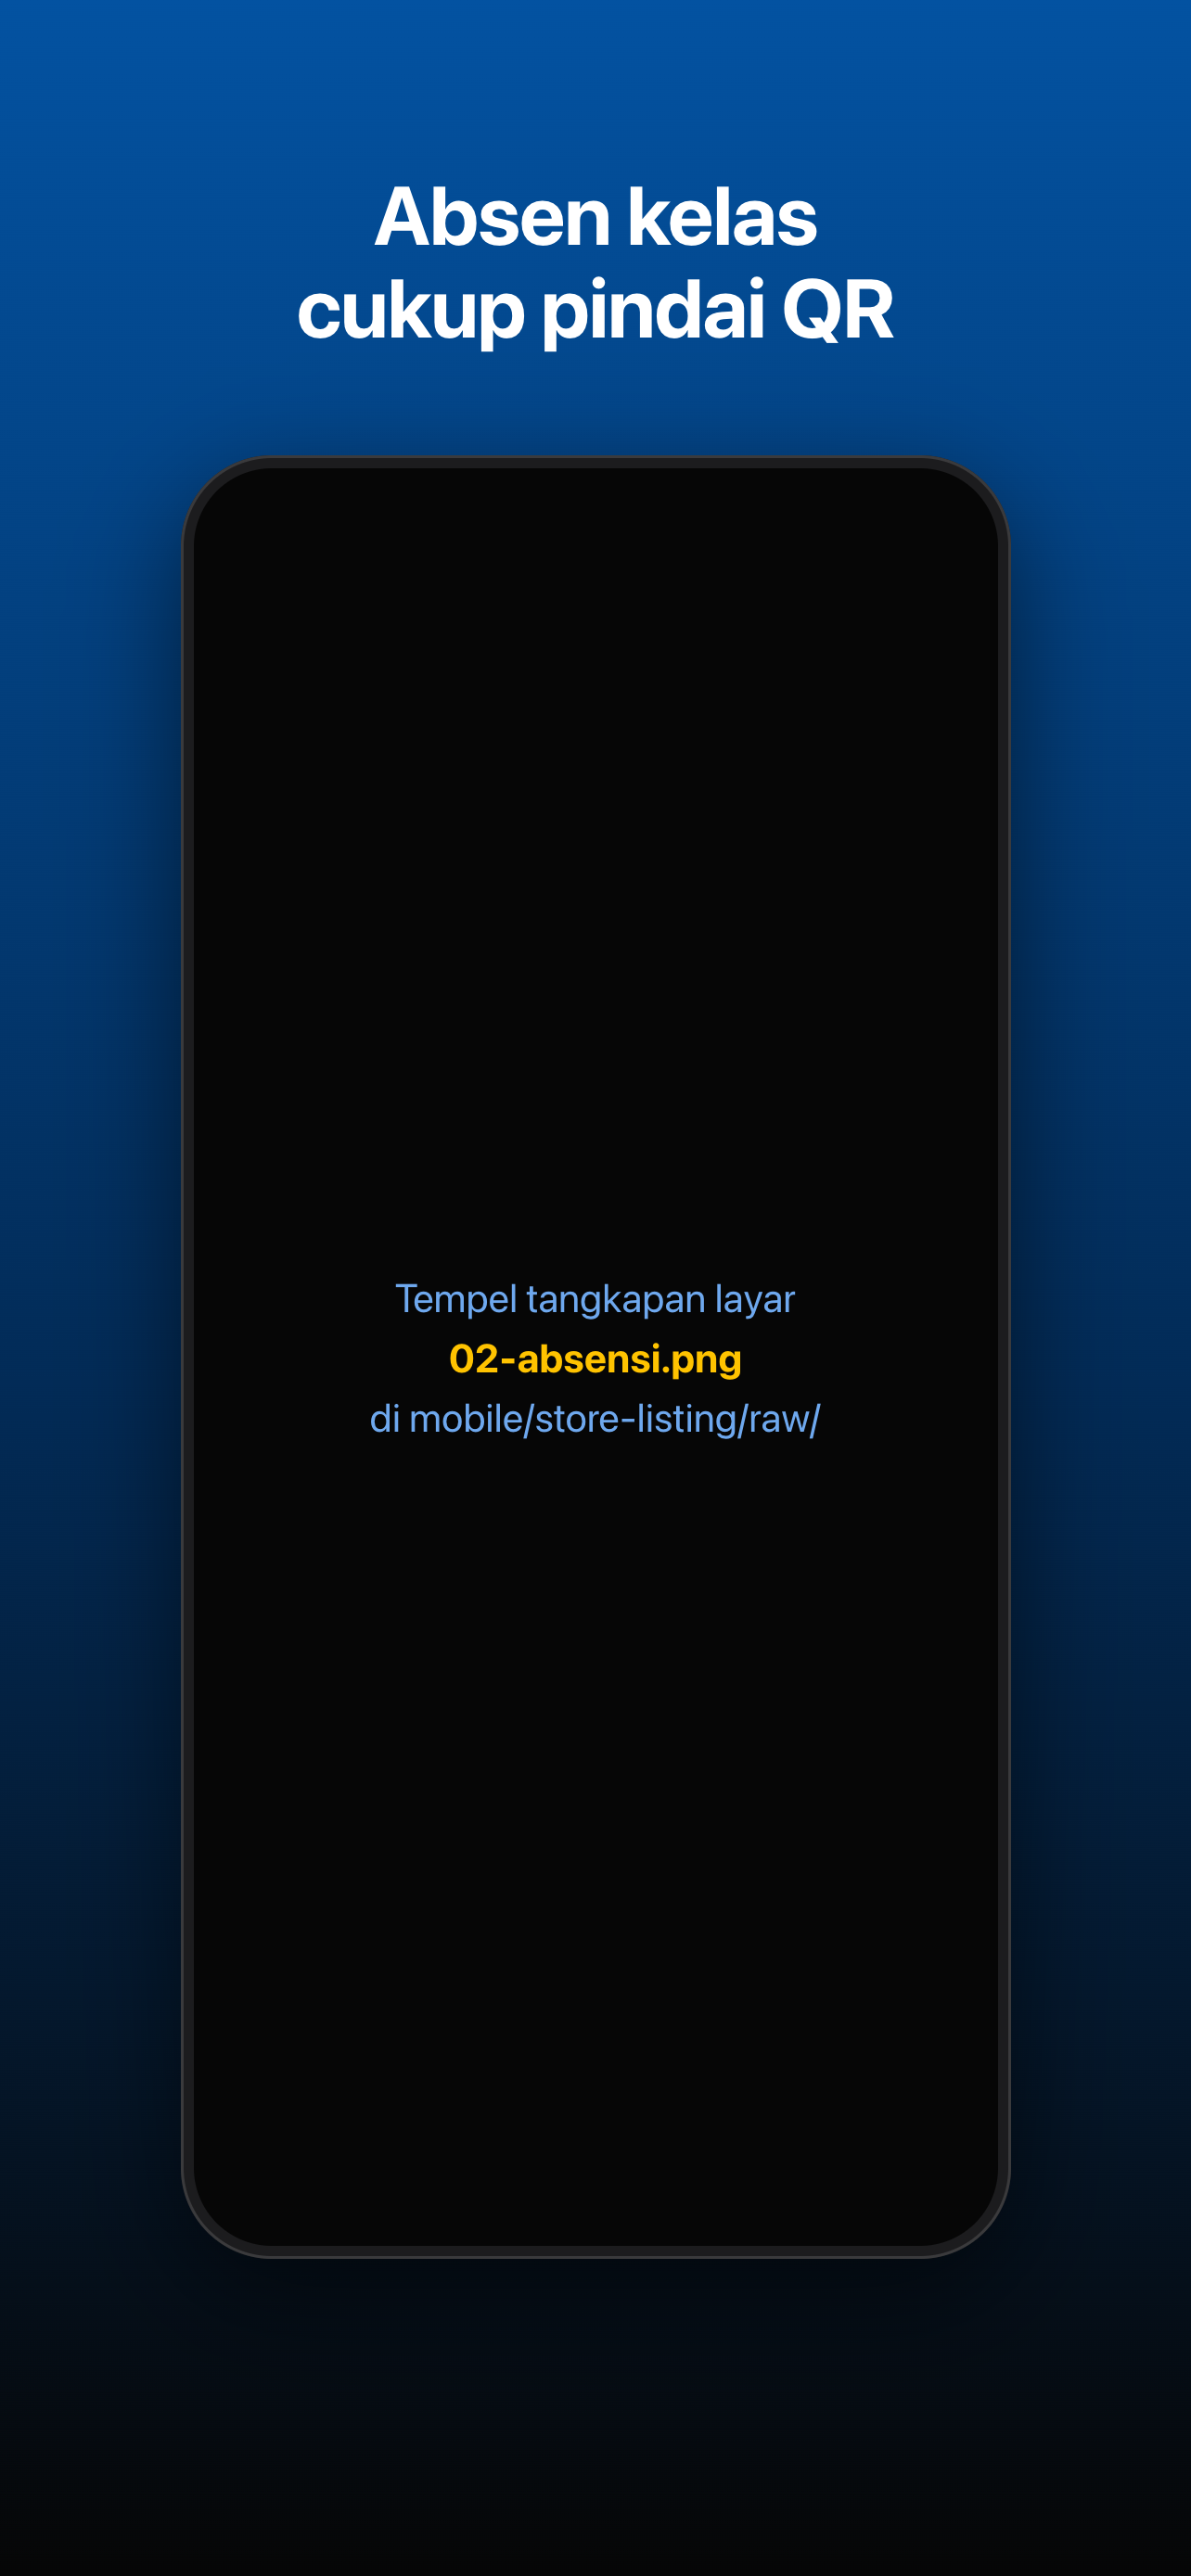 Absen kelas
cukup pindai QR
Tempel tangkapan layar
02-absensi.png
di mobile/store-listing/raw/